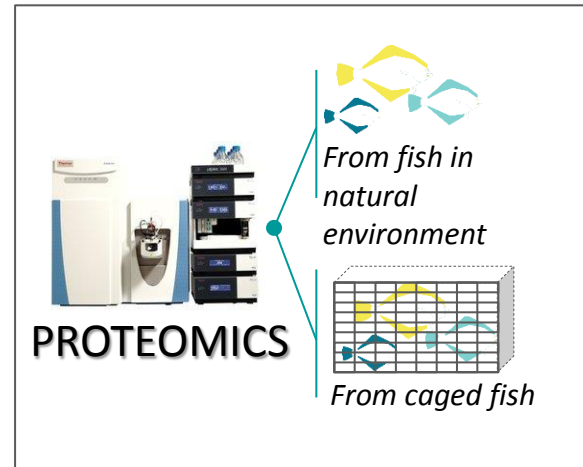 From fish in
natural
environment
PROTEOMICS
From caged fish